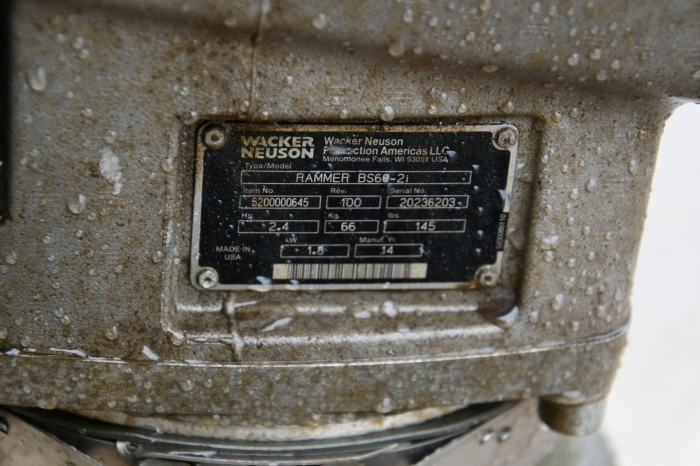 WACKER NEUSON
Wacker Neuson
Production Americas LLC
Menomonee Falls, WI 53051 USA
Type/Model
RAMMER BS60-2i
Item No. Rev. Serial No.
5200000645 100 20236203
Hp Kg. lbs
2.4 66 145
kW Manuf. Yr.
MADE IN USA 1.8 14